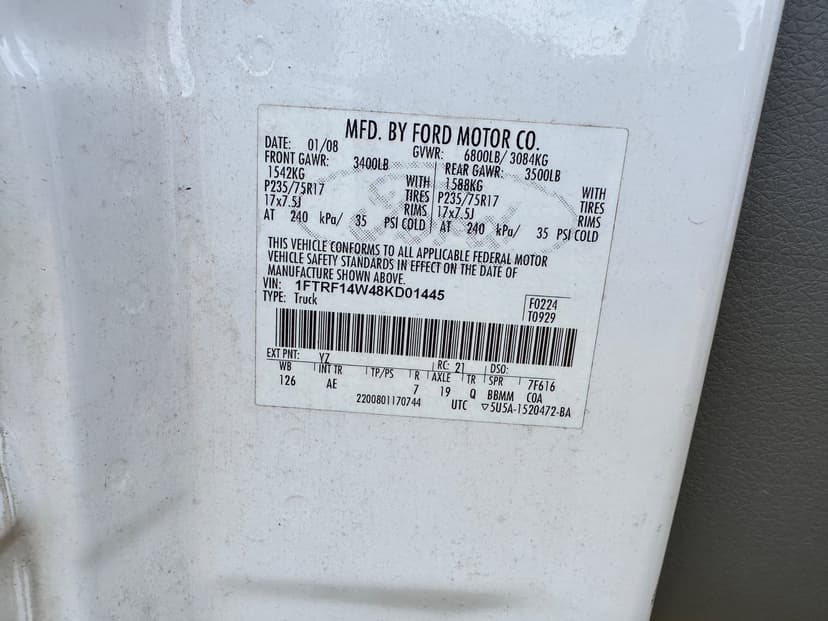 MFD. BY FORD MOTOR CO.
DATE: 01/08 GVWR: 6800LB/ 3084KG
FRONT GAWR: 3400LB REAR GAWR: 3500LB
1542KG WITH 1588KG WITH
P235/75R17 TIRES P235/75R17 TIRES
17x7.5J RIMS 17x7.5J RIMS
AT 240 kPa/ 35 PSI COLD AT 240 kPa/ 35 PSI COLD
THIS VEHICLE CONFORMS TO ALL APPLICABLE FEDERAL MOTOR
VEHICLE SAFETY STANDARDS IN EFFECT ON THE DATE OF
MANUFACTURE SHOWN ABOVE.
VIN: 1FTRF14W48KD01445
TYPE: Truck
F0224
T0929
EXT PNT: YZ RC: 21 DSO:
WB INT TR TP/PS R AXLE TR SPR 7F616
126 AE 7 19 Q BBMM COA
2200801170744 UTC ▽5U5A-1520472-BA
Ford